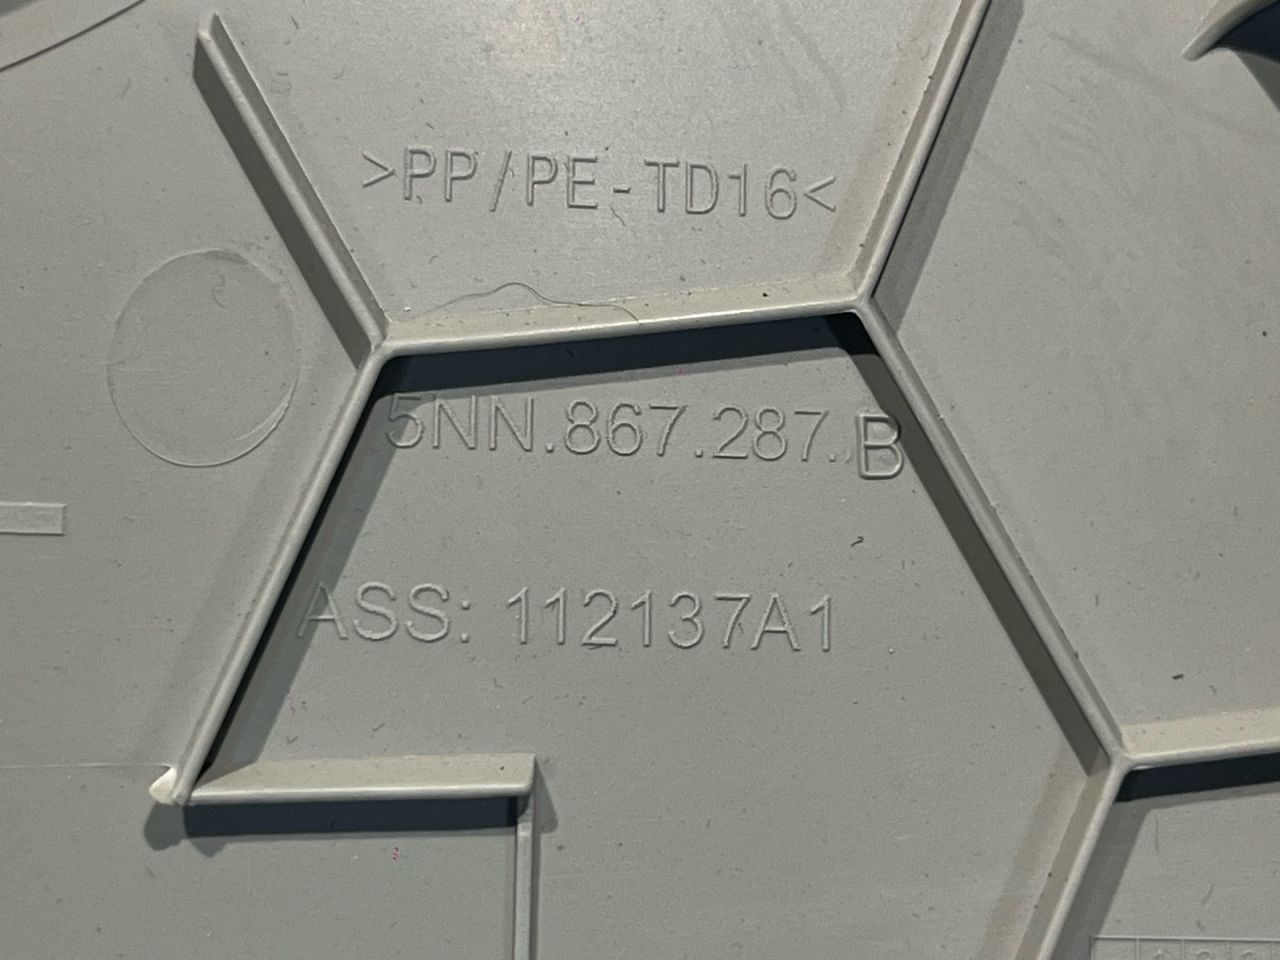 >PP/PE-TD16<
5NN.867.287.B
ASS: 112137A1